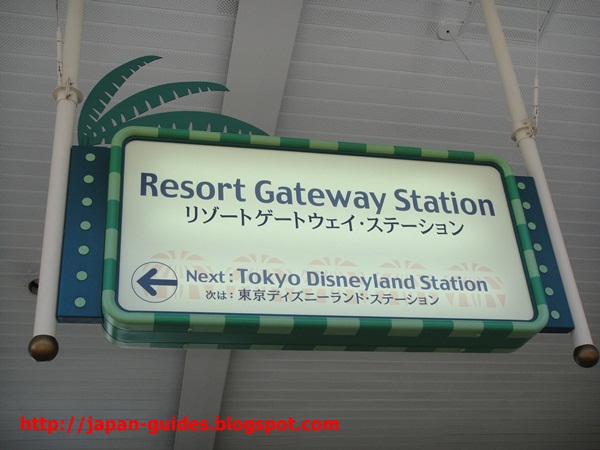 Resort Gateway Station
リゾートゲートウェイ・ステーション
Next : Tokyo Disneyland Station
次は : 東京ディズニーランド・ステーション
http://japan-guides.blogspot.com